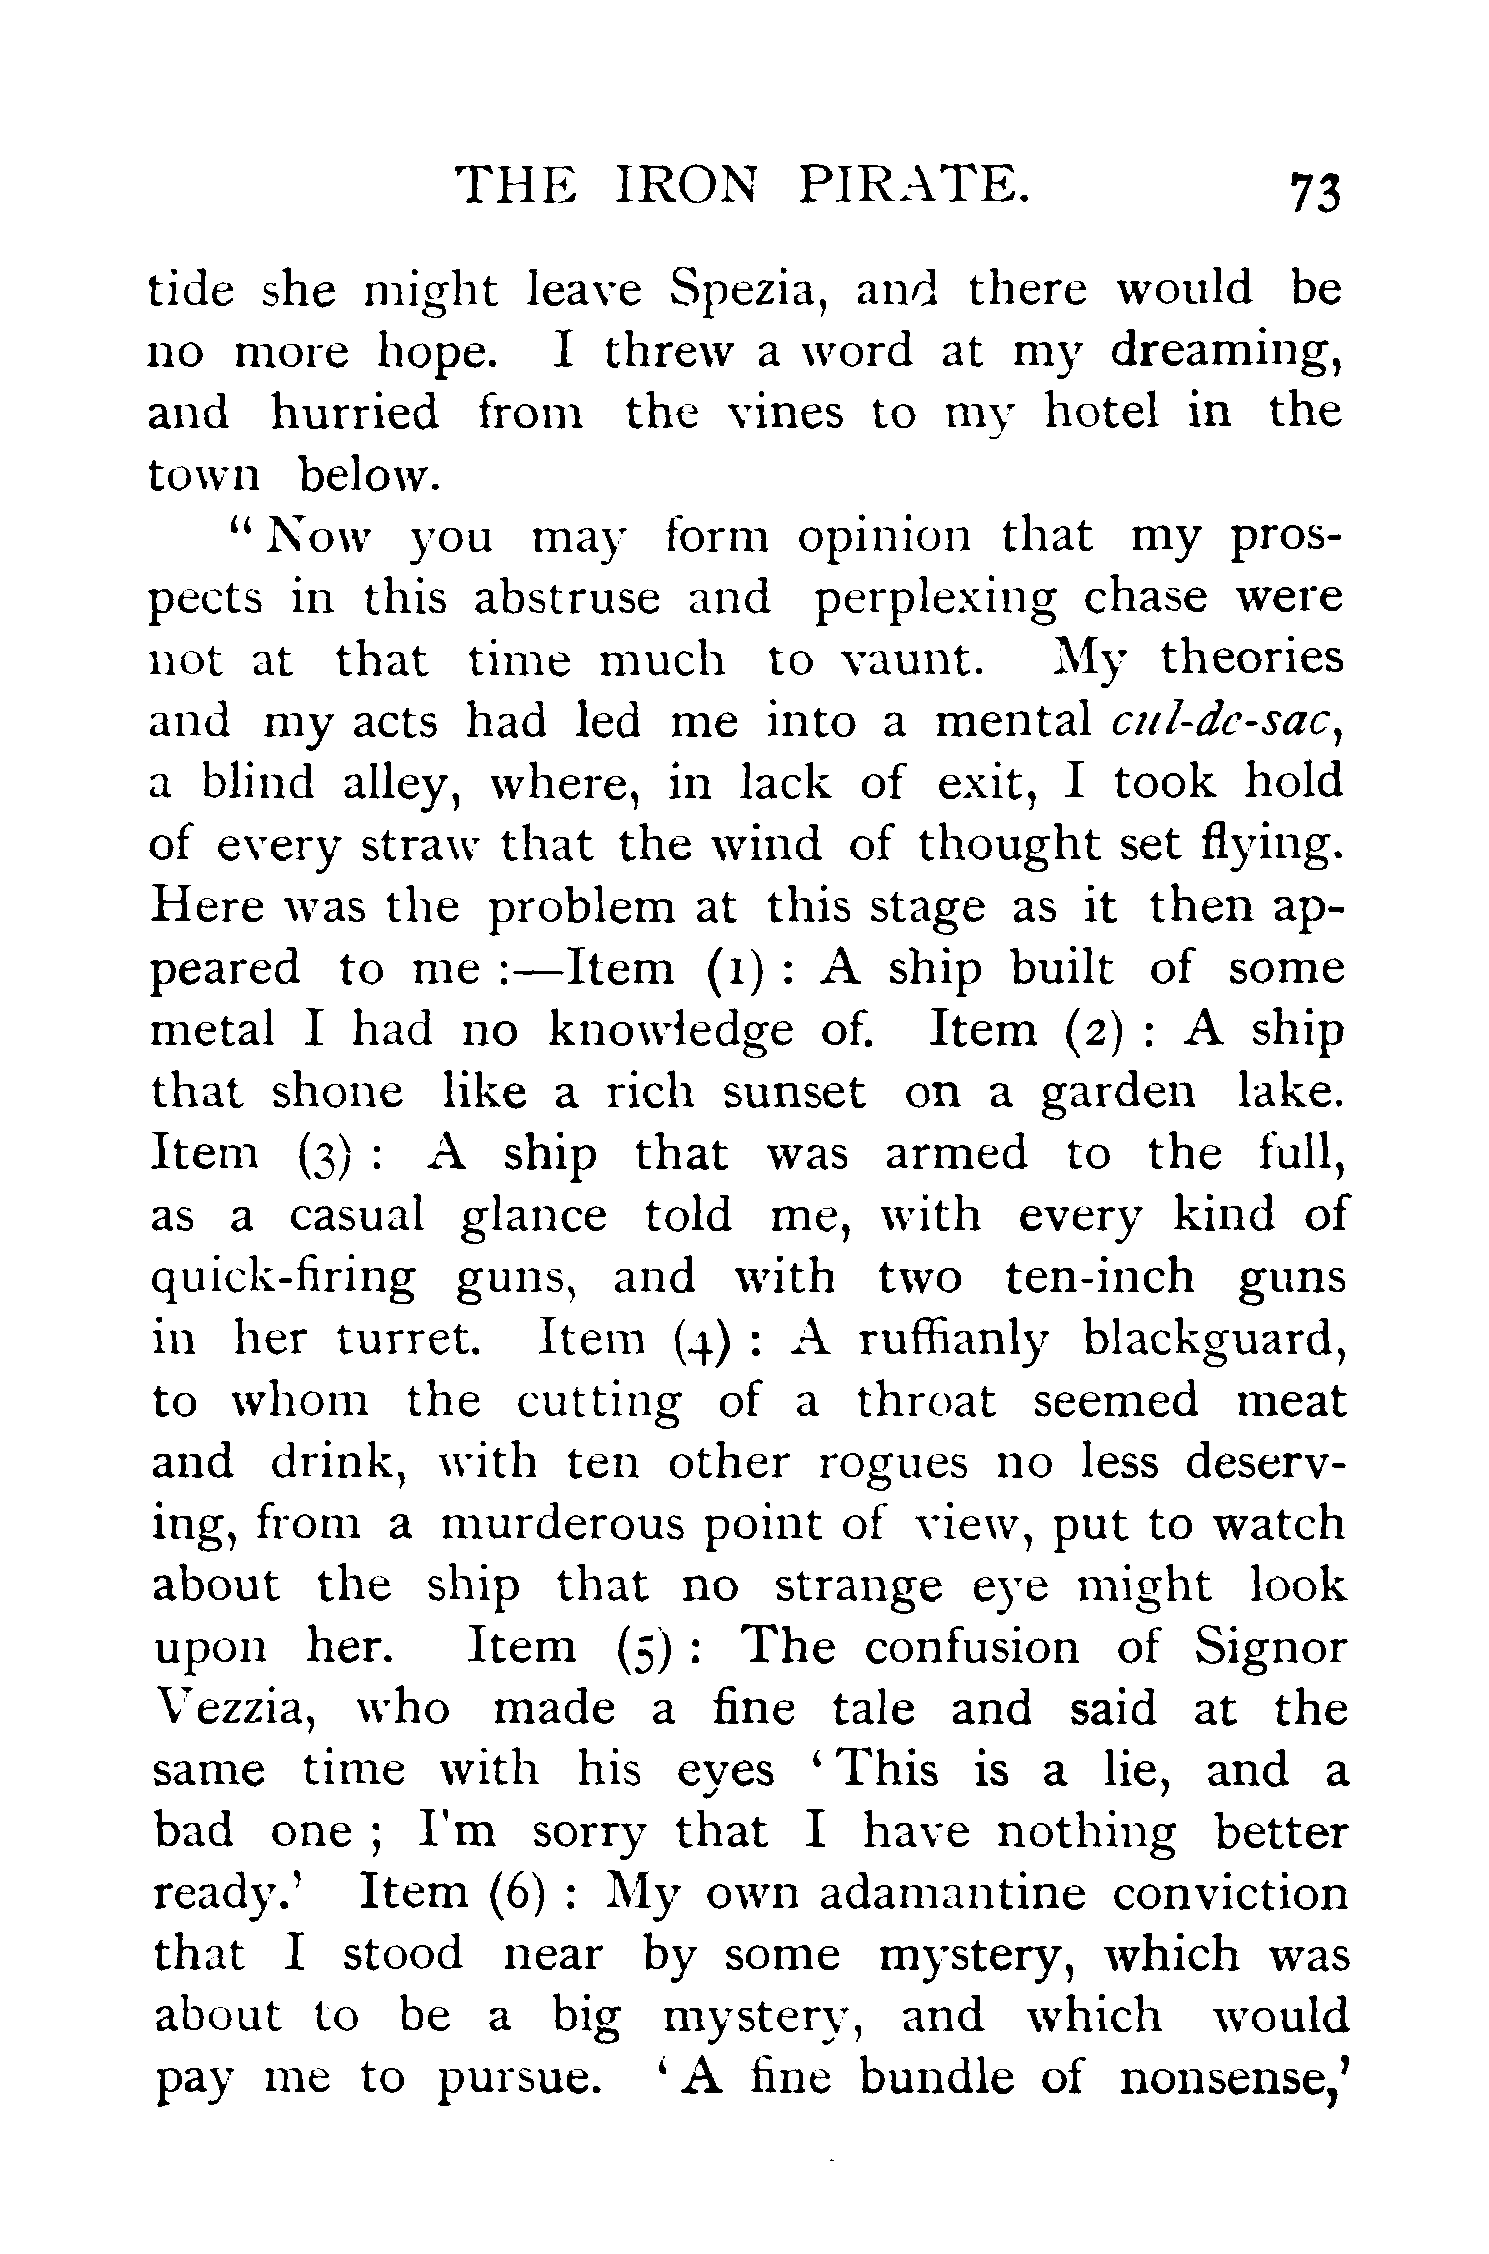 THE IRON PIRATE. 73
tide she might leave Spezia, and there would be
no more hope. I threw a word at my dreaming,
and hurried from the vines to my hotel in the
town below.
“ Now you may form opinion that my pros-
pects in this abstruse and perplexing chase were
not at that time much to vaunt. My theories
and my acts had led me into a mental cul-de-sac,
a blind alley, where, in lack of exit, I took hold
of every straw that the wind of thought set flying.
Here was the problem at this stage as it then ap-
peared to me :—Item (1) : A ship built of some
metal I had no knowledge of. Item (2) : A ship
that shone like a rich sunset on a garden lake.
Item (3) : A ship that was armed to the full,
as a casual glance told me, with every kind of
quick-firing guns, and with two ten-inch guns
in her turret. Item (4) : A ruffianly blackguard,
to whom the cutting of a throat seemed meat
and drink, with ten other rogues no less deserv-
ing, from a murderous point of view, put to watch
about the ship that no strange eye might look
upon her. Item (5) : The confusion of Signor
Vezzia, who made a fine tale and said at the
same time with his eyes ‘ This is a lie, and a
bad one ; I'm sorry that I have nothing better
ready.’ Item (6) : My own adamantine conviction
that I stood near by some mystery, which was
about to be a big mystery, and which would
pay me to pursue. ‘ A fine bundle of nonsense,’